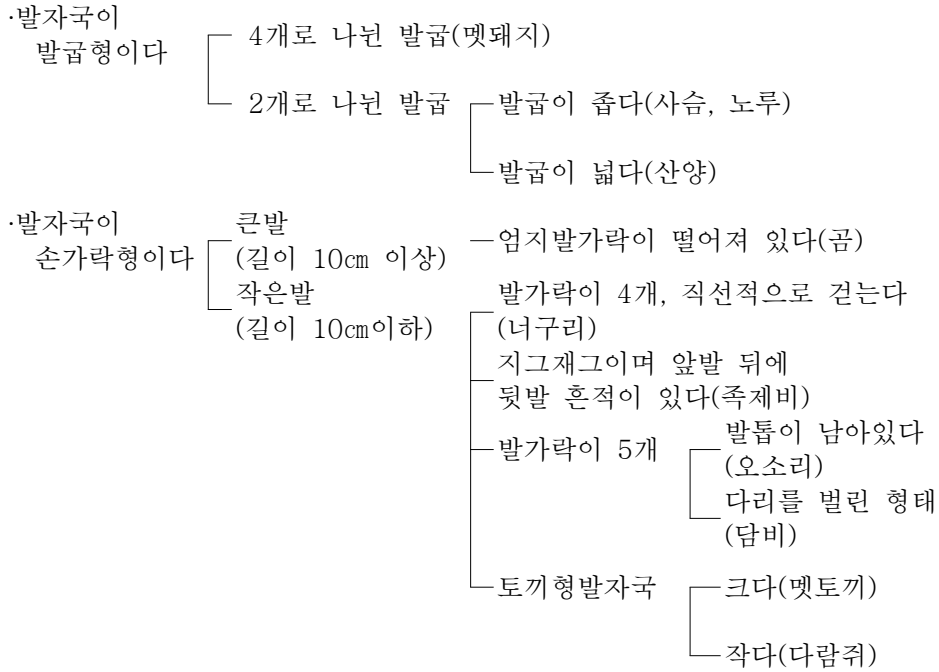 ·발자국이
발굽형이다
4개로 나뉜 발굽(멧돼지)
2개로 나뉜 발굽
발굽이 좁다(사슴, 노루)
발굽이 넓다(산양)
·발자국이
손가락형이다
큰발
(길이 10㎝ 이상)
엄지발가락이 떨어져 있다(곰)
작은발
(길이 10㎝이하)
발가락이 4개, 직선적으로 걷는다
(너구리)
지그재그이며 앞발 뒤에
뒷발 흔적이 있다(족제비)
발가락이 5개
발톱이 남아있다
(오소리)
다리를 벌린 형태
(담비)
토끼형발자국
크다(멧토끼)
작다(다람쥐)